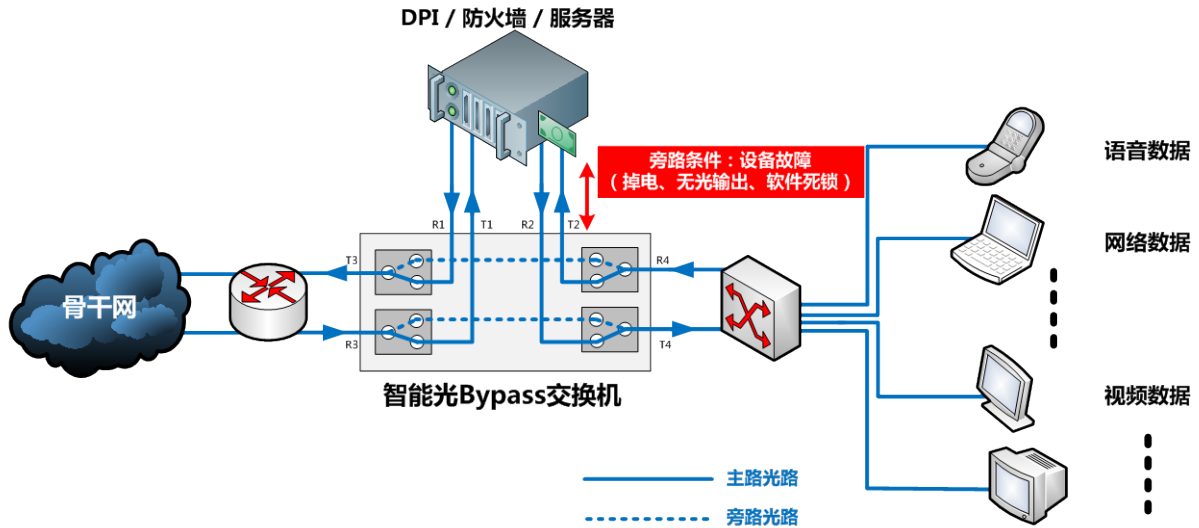 DPI / 防火墙 / 服务器
旁路条件：设备故障
（掉电、无光输出、软件死锁）
语音数据
R1
T1
R2
T2
网络数据
T3
R4
骨干网
R3
T4
智能光Bypass交换机
视频数据
主路光路
旁路光路